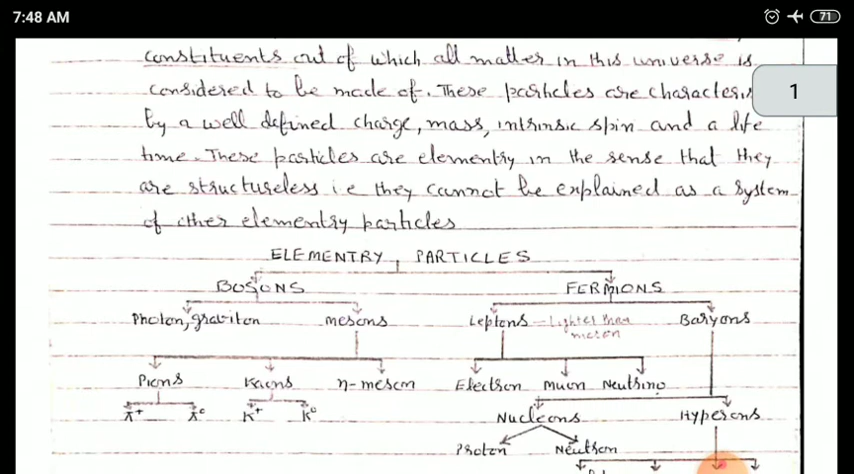 7:48 AM
71
constituents out of which all matter in this universe is
1
considered to be made of. These particles are characteris
by a well defined charge, mass, intrinsic spin and a life
time. These particles are elementry in the sense that they
are structureless i.e they cannot be explained as a system
of other elementry particles
ELEMENTRY PARTICLES
BOSONS FERMIONS
Photon, graviton mesons Leptons - Lighter than meson Baryons
Pions Kaons η-meson Electron Muon Neutrino
π+ π° K+ K° Nucleons Hyperons
Proton Neutron